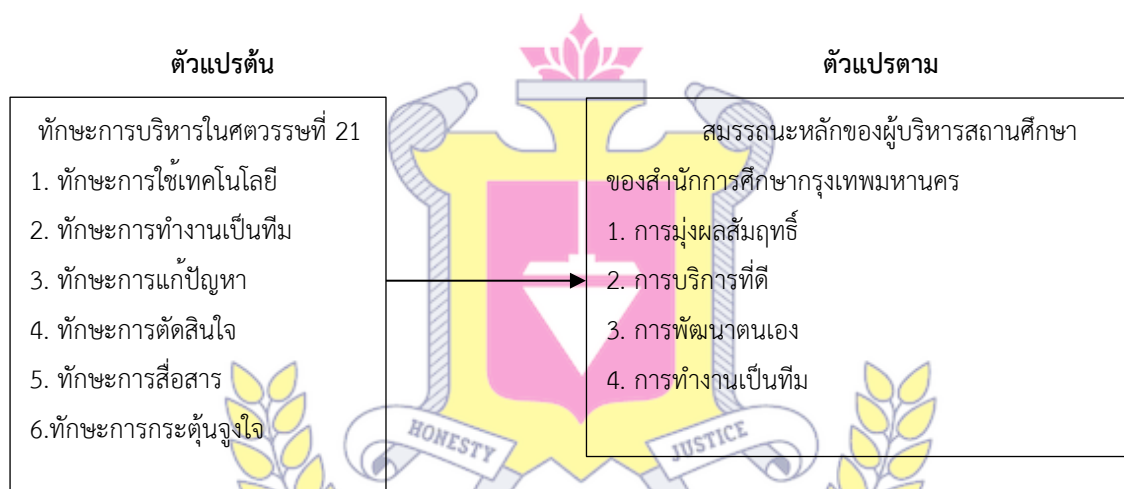 ตัวแปรต้น
ทักษะการบริหารในศตวรรษที่ 21
1. ทักษะการใช้เทคโนโลยี
2. ทักษะการทำงานเป็นทีม
3. ทักษะการแก้ปัญหา
4. ทักษะการตัดสินใจ
5. ทักษะการสื่อสาร
6.ทักษะการกระตุ้นจูงใจ
ตัวแปรตาม
สมรรถนะหลักของผู้บริหารสถานศึกษา
ของสำนักการศึกษากรุงเทพมหานคร
1. การมุ่งผลสัมฤทธิ์
2. การบริการที่ดี
3. การพัฒนาตนเอง
4. การทำงานเป็นทีม
HONESTY
JUSTICE